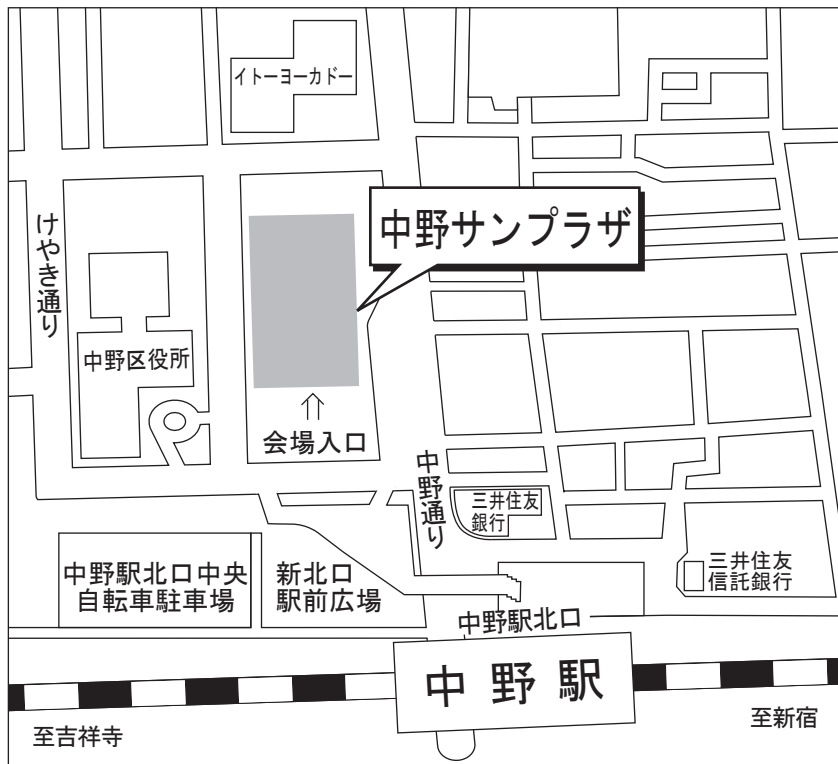 イトーヨーカドー
中野サンプラザ
けやき通り
中野区役所
会場入口
中野通り
三井住友
銀行
三井住友
信託銀行
中野駅北口中央
自転車駐車場
新北口
駅前広場
中野駅北口
中野駅
至吉祥寺
至新宿